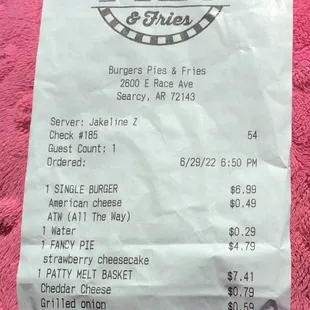 & Fries
Burgers Pies & Fries
2600 E Race Ave
Searcy, AR 72143
Server: Jakeline Z
Check #185 54
Guest Count: 1
Ordered: 6/29/22 6:50 PM
1 SINGLE BURGER $6.99
American cheese $0.49
ATW (All The Way)
1 Water $0.29
1 FANDY PIE $4.79
strawberry cheesecake
1 PATTY MELT BASKET $7.41
Cheddar Cheese $0.79
Grilled onion $0.59